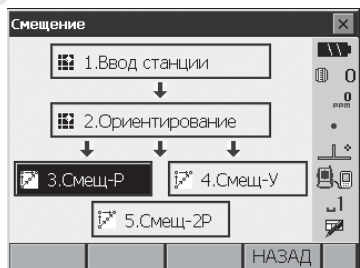 Смещение
1.Ввод станции
0
2.Ориентирование
0
PPM
3.Смещ-Р
4.Смещ-У
5.Смещ-2Р
1
НАЗАД